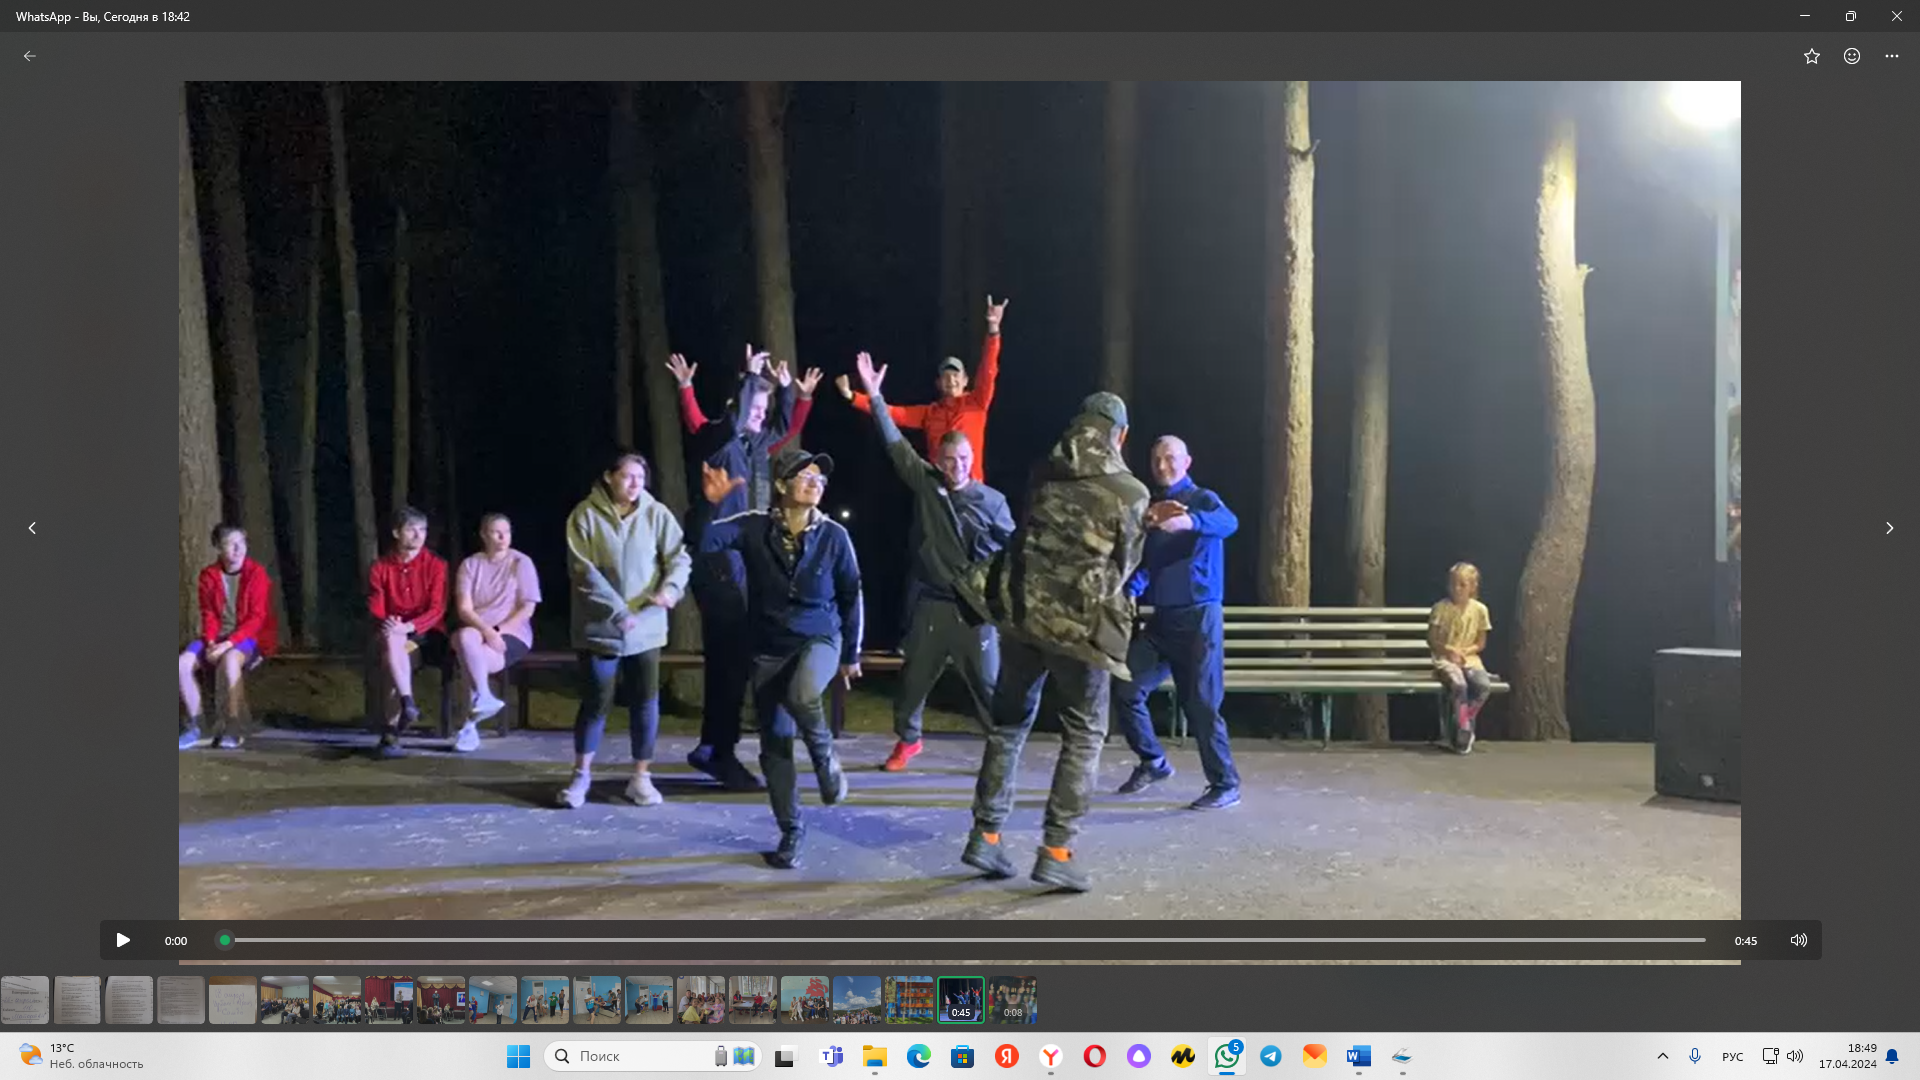 WhatsApp - Вы, Сегодня в 18:42
0:00
0:45
0:45
0:08
13°C
Неб. облачность
Поиск
5
РУС
18:49
17.04.2024